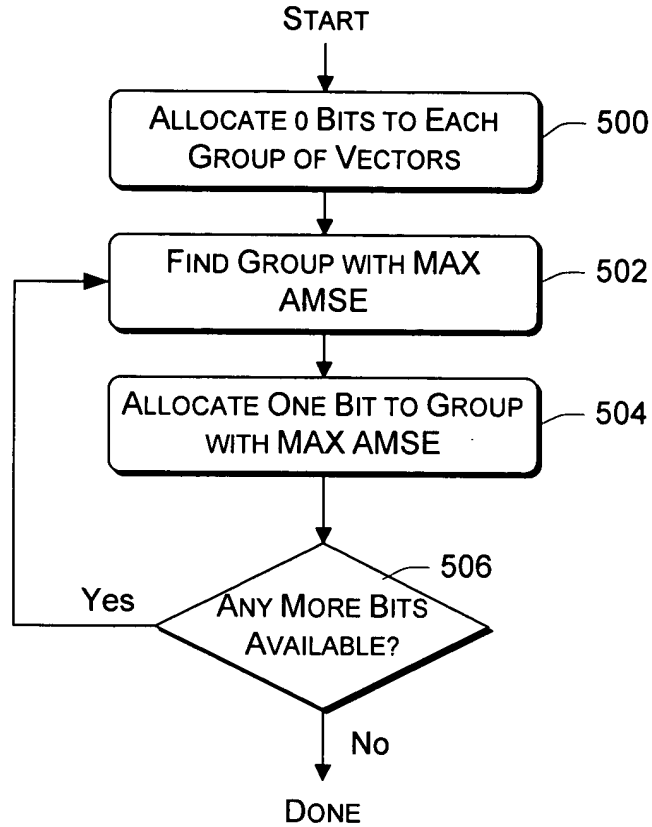 START
ALLOCATE 0 BITS TO EACH
GROUP OF VECTORS
500
FIND GROUP WITH MAX
AMSE
502
ALLOCATE ONE BIT TO GROUP
WITH MAX AMSE
504
506
Yes
ANY MORE BITS
AVAILABLE?
No
DONE